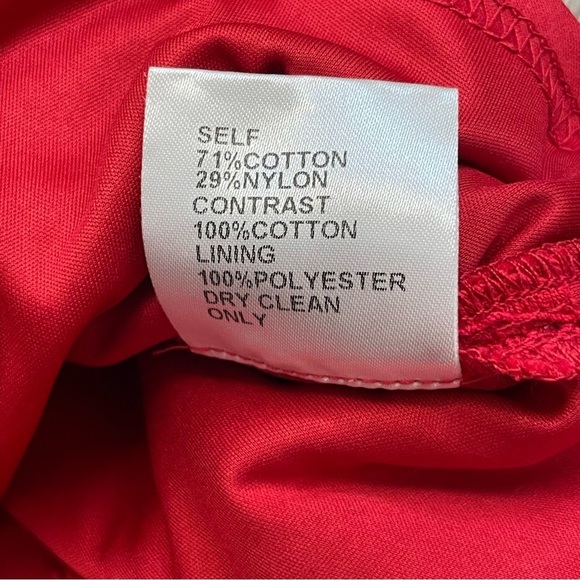 SELF
71%COTTON
29%NYLON
CONTRAST
100%COTTON
LINING
100%POLYESTER
DRY CLEAN
ONLY